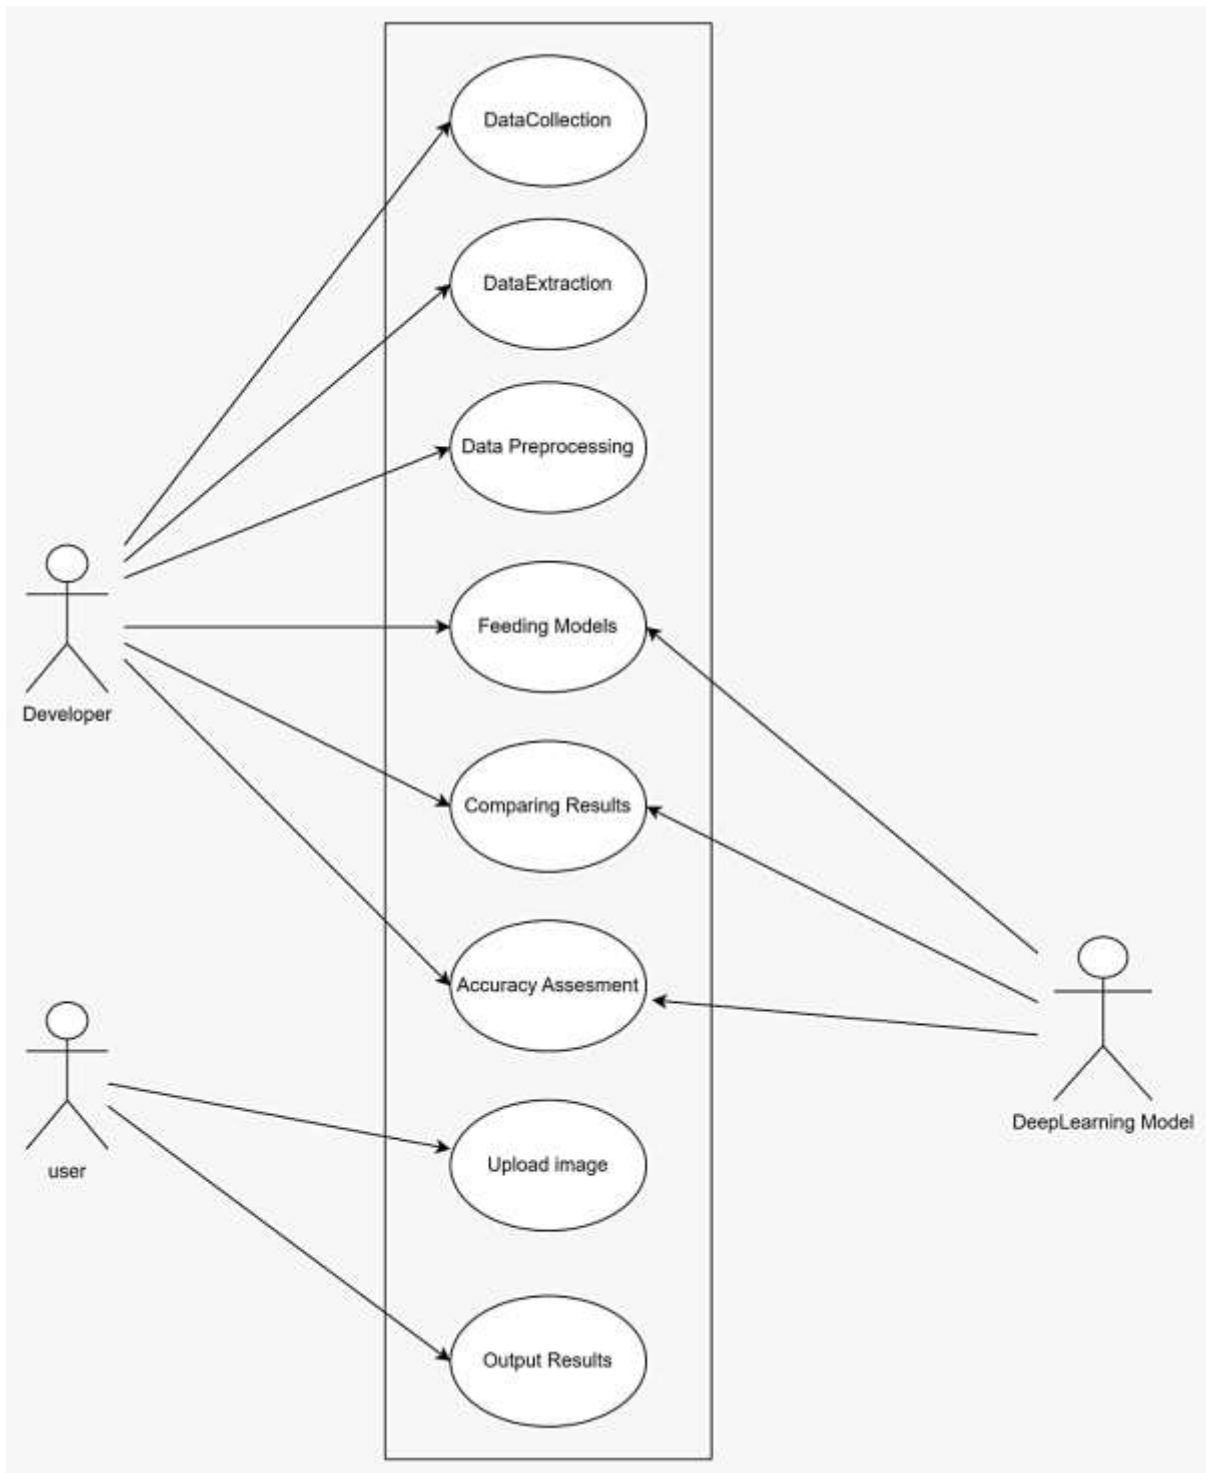 DataCollection
DataExtraction
Data Preprocessing
Feeding Models
Developer
Comparing Results
Accuracy Assesment
DeepLearning Model
Upload image
user
Output Results